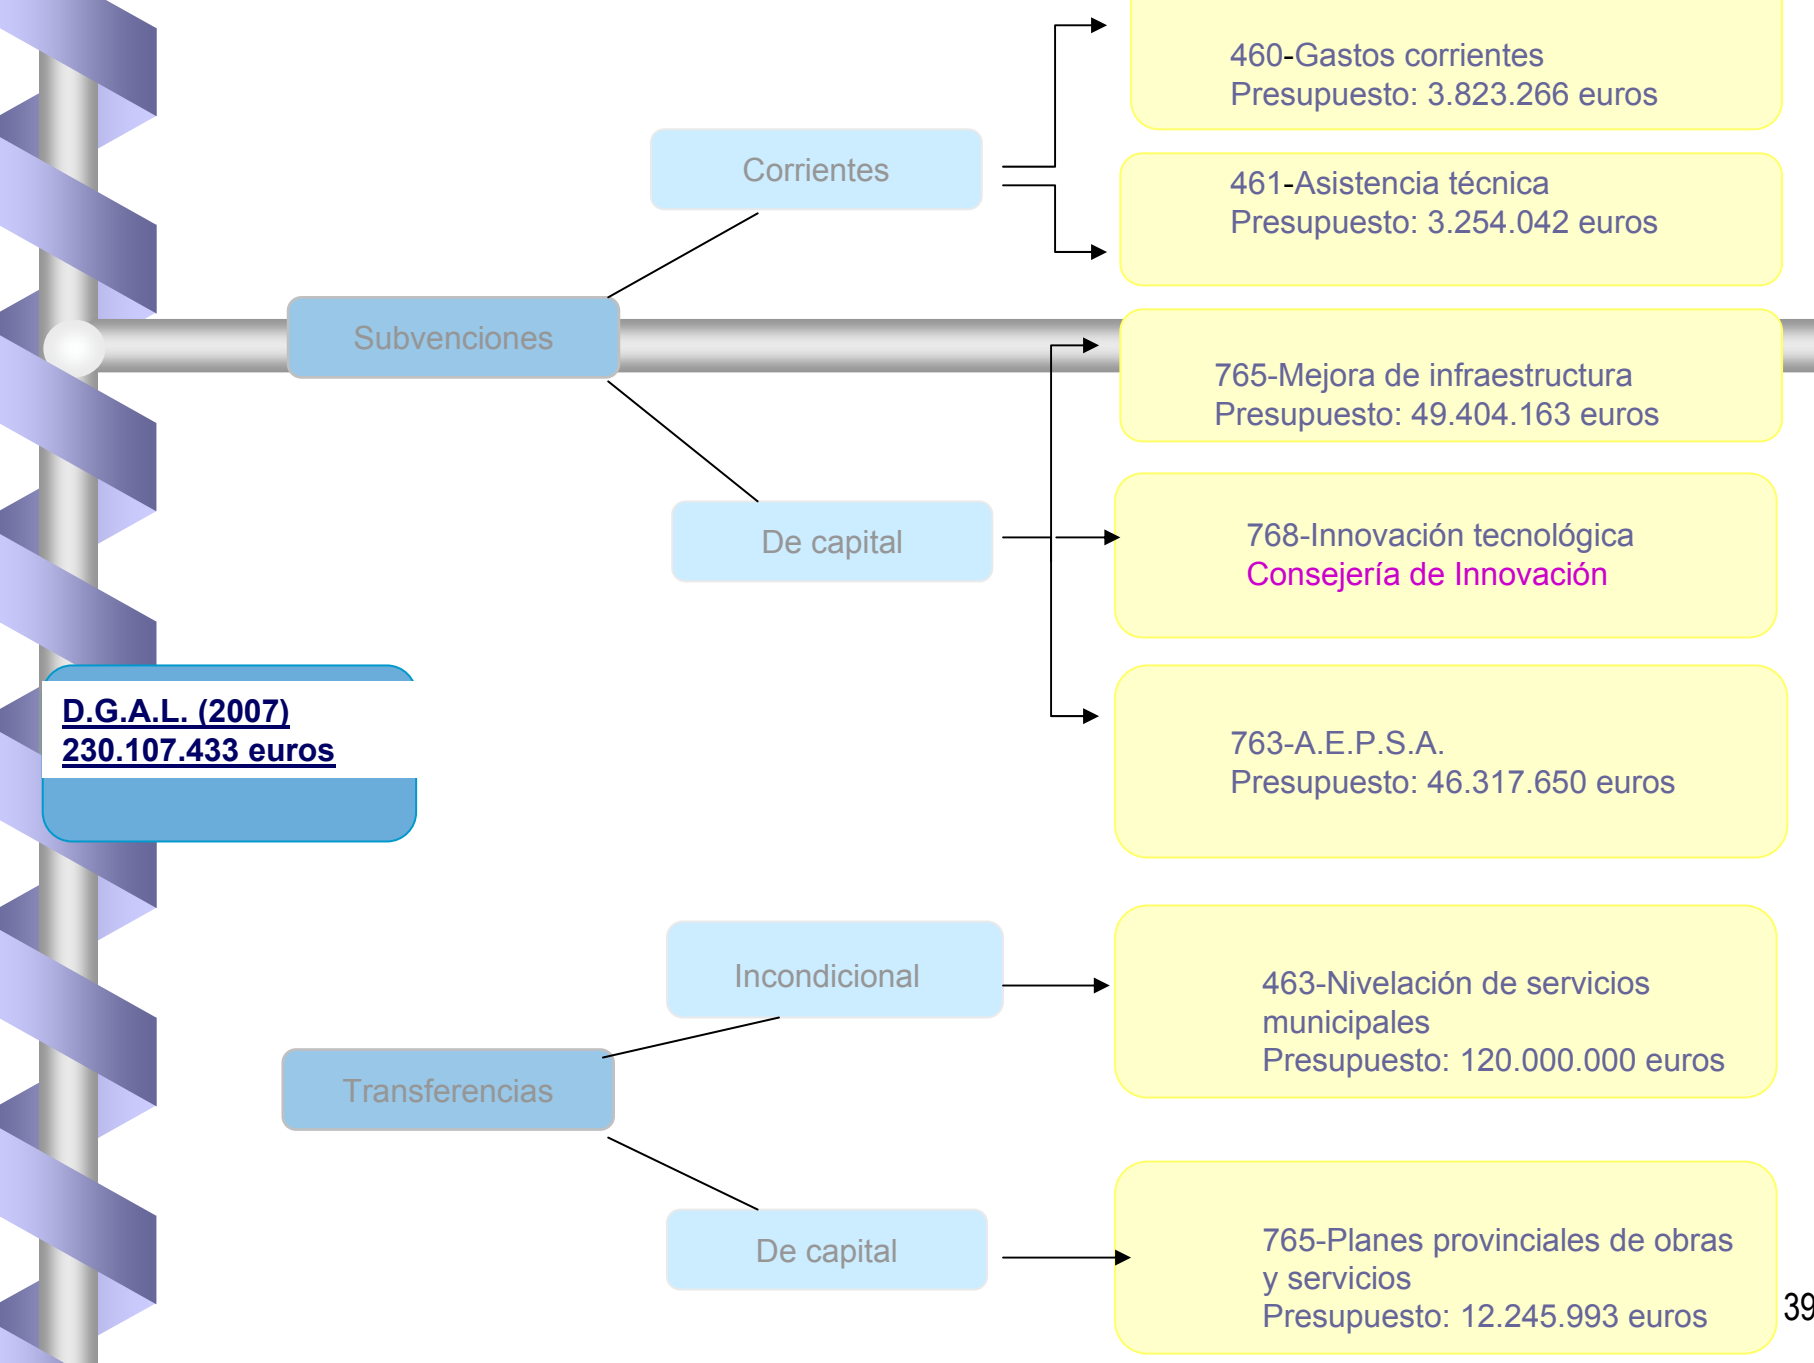 460-Gastos corrientes
Presupuesto: 3.823.266 euros
Corrientes
461-Asistencia técnica
Presupuesto: 3.254.042 euros
Subvenciones
765-Mejora de infraestructura
Presupuesto: 49.404.163 euros
De capital
768-Innovación tecnológica
Consejería de Innovación
D.G.A.L. (2007)
230.107.433 euros
763-A.E.P.S.A.
Presupuesto: 46.317.650 euros
Incondicional
463-Nivelación de servicios
municipales
Presupuesto: 120.000.000 euros
Transferencias
De capital
765-Planes provinciales de obras
y servicios
Presupuesto: 12.245.993 euros
39